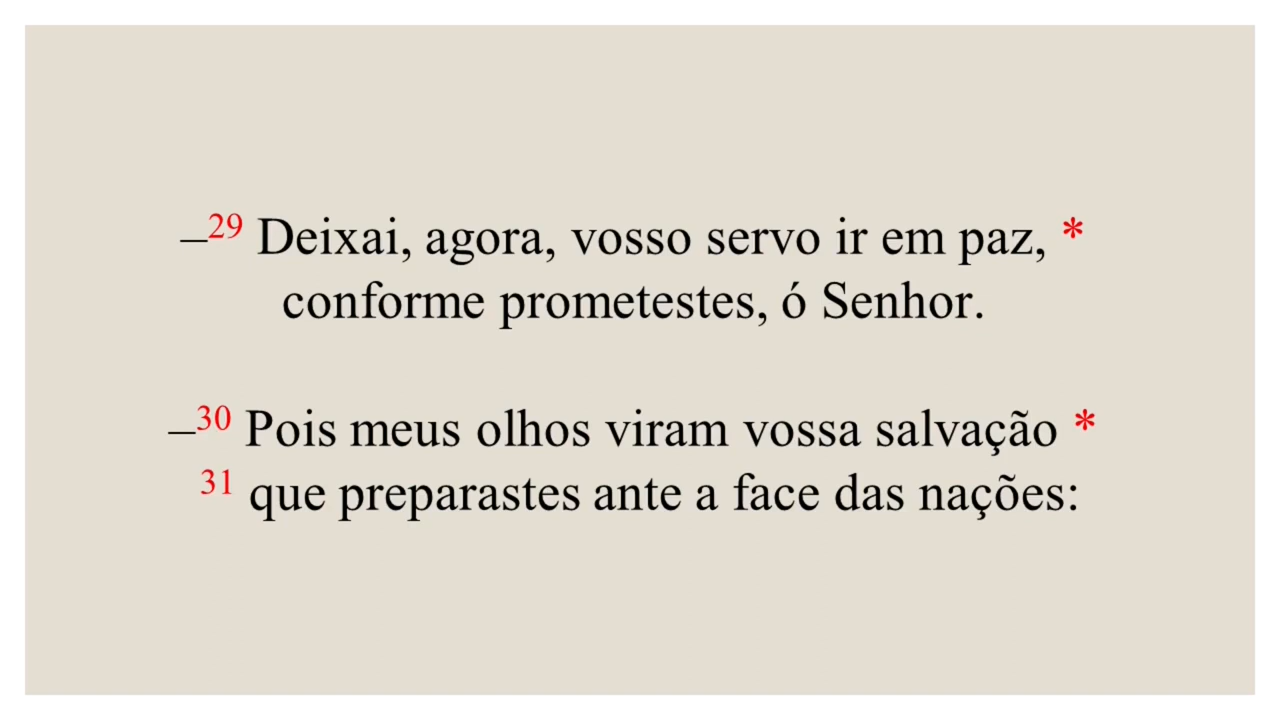 –29 Deixai, agora, vosso servo ir em paz, *
conforme prometestes, ó Senhor.
–30 Pois meus olhos viram vossa salvação *
31 que preparastes ante a face das nações: